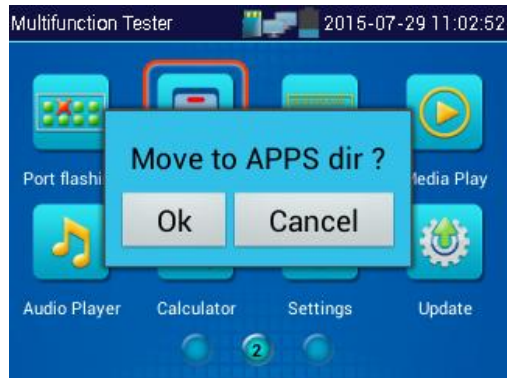 Multifunction Tester 2015-07-29 11:02:52
Move to APPS dir ?
Port flashi
Media Play
Ok Cancel
Audio Player Calculator Settings Update
2